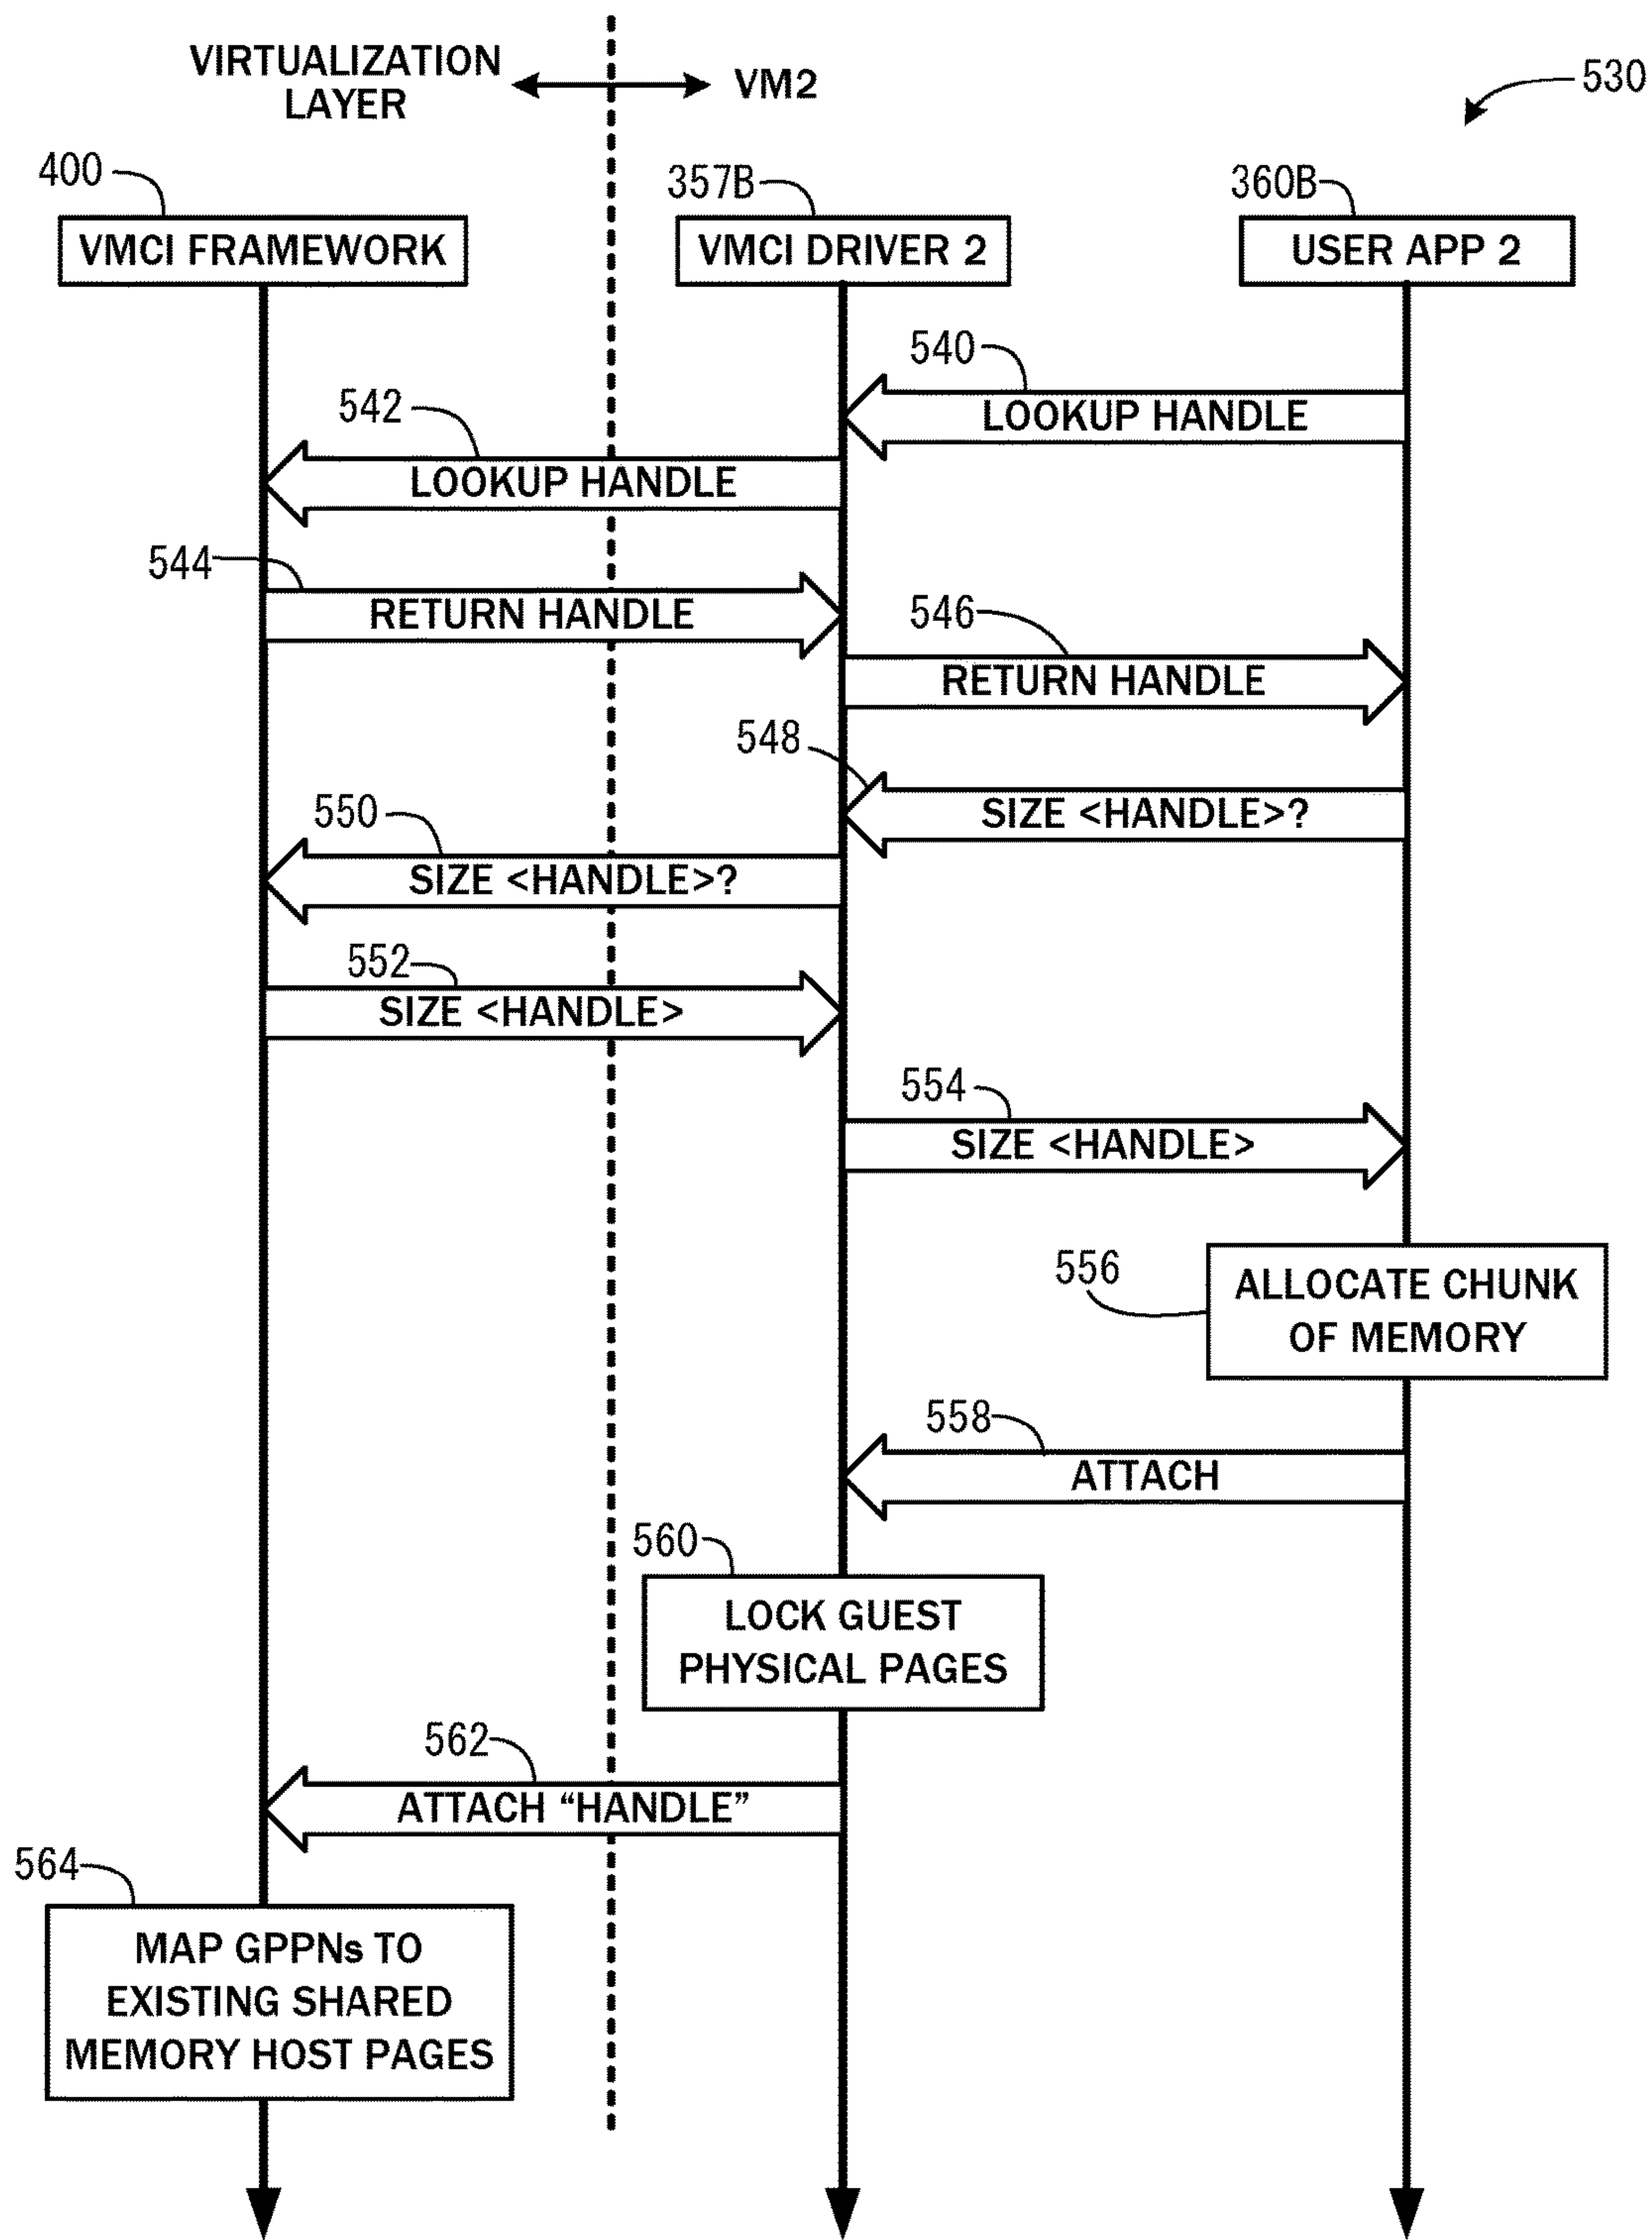 VIRTUALIZATION
LAYER
VM2
530
400
357B
360B
VMCI FRAMEWORK
VMCI DRIVER 2
USER APP 2
540
LOOKUP HANDLE
542
LOOKUP HANDLE
544
RETURN HANDLE
546
RETURN HANDLE
548
SIZE <HANDLE>?
550
SIZE <HANDLE>?
552
SIZE <HANDLE>
554
SIZE <HANDLE>
556
ALLOCATE CHUNK
OF MEMORY
558
ATTACH
560
LOCK GUEST
PHYSICAL PAGES
562
ATTACH “HANDLE”
564
MAP GPPNs TO
EXISTING SHARED
MEMORY HOST PAGES